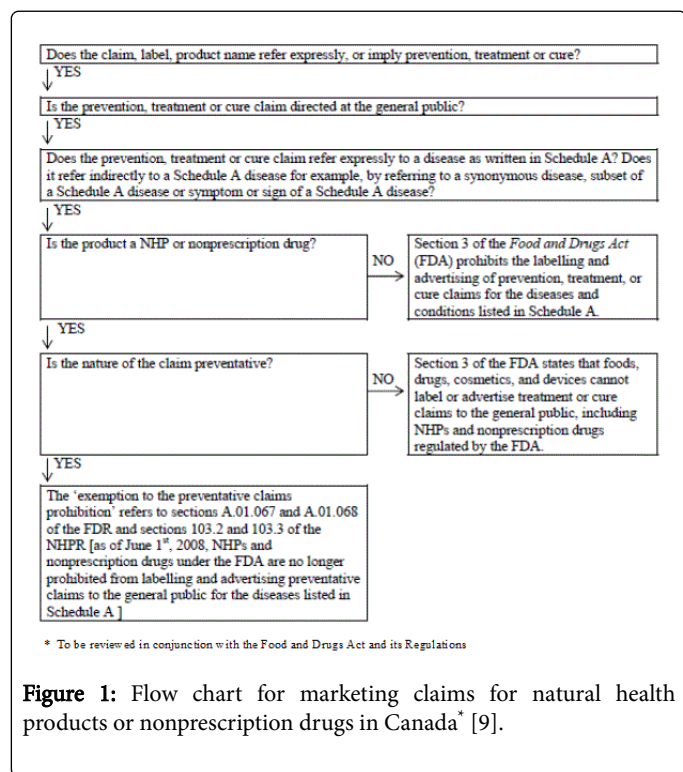 Does the claim, label, product name refer expressly, or imply prevention, treatment or cure?
YES
Is the prevention, treatment or cure claim directed at the general public?
YES
Does the prevention, treatment or cure claim refer expressly to a disease as written in Schedule A? Does
it refer indirectly to a Schedule A disease for example, by referring to a synonymous disease, subset of
a Schedule A disease or symptom or sign of a Schedule A disease?
YES
Is the product a NHP or nonprescription drug?
NO
Section 3 of the Food and Drugs Act
(FDA) prohibits the labelling and
advertising of prevention, treatment, or
cure claims for the diseases and
conditions listed in Schedule A.
YES
Is the nature of the claim preventative?
NO
Section 3 of the FDA states that foods,
drugs, cosmetics, and devices cannot
label or advertise treatment or cure
claims to the general public, including
NHPs and nonprescription drugs
regulated by the FDA.
YES
The ‘exemption to the preventative claims
prohibition’ refers to sections A.01.067 and A.01.068
of the FDR and sections 103.2 and 103.3 of the
NHPR [as of June 1st, 2008, NHPs and
nonprescription drugs under the FDA are no longer
prohibited from labelling and advertising preventative
claims to the general public for the diseases listed in
Schedule A ]
* To be reviewed in conjunction with the Food and Drugs Act and its Regulations
Figure 1: Flow chart for marketing claims for natural health
products or nonprescription drugs in Canada* [9].